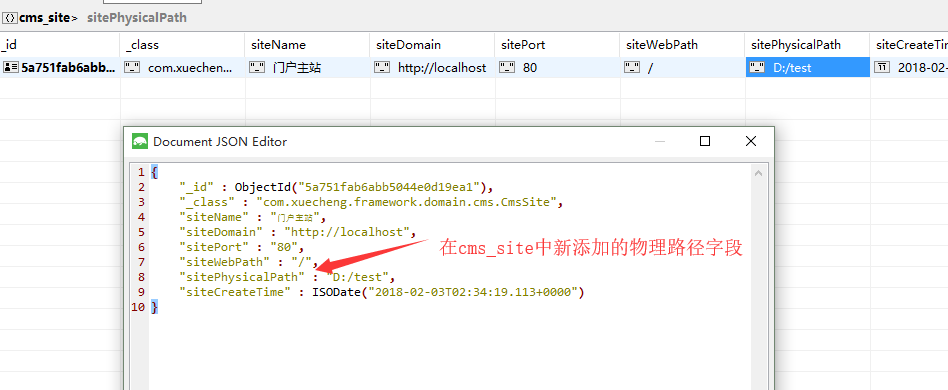 cms_site> sitePhysicalPath
_id _class siteName siteDomain sitePort siteWebPath sitePhysicalPath siteCreateTim
5a751fab6abb... com.xuecheng... 门户主站 http://localhost 80 / D:/test 2018-02-
Document JSON Editor
1 {
2 "_id" : ObjectId("5a751fab6abb5044e0d19ea1"),
3 "_class" : "com.xuecheng.framework.domain.cms.CmsSite",
4 "siteName" : "门户主站",
5 "siteDomain" : "http://localhost",
6 "sitePort" : "80",
7 "siteWebPath" : "/",
8 "sitePhysicalPath" : "D:/test",
9 "siteCreateTime" : ISODate("2018-02-03T02:34:19.113+0000")
10 }
在cms_site中新添加的物理路径字段